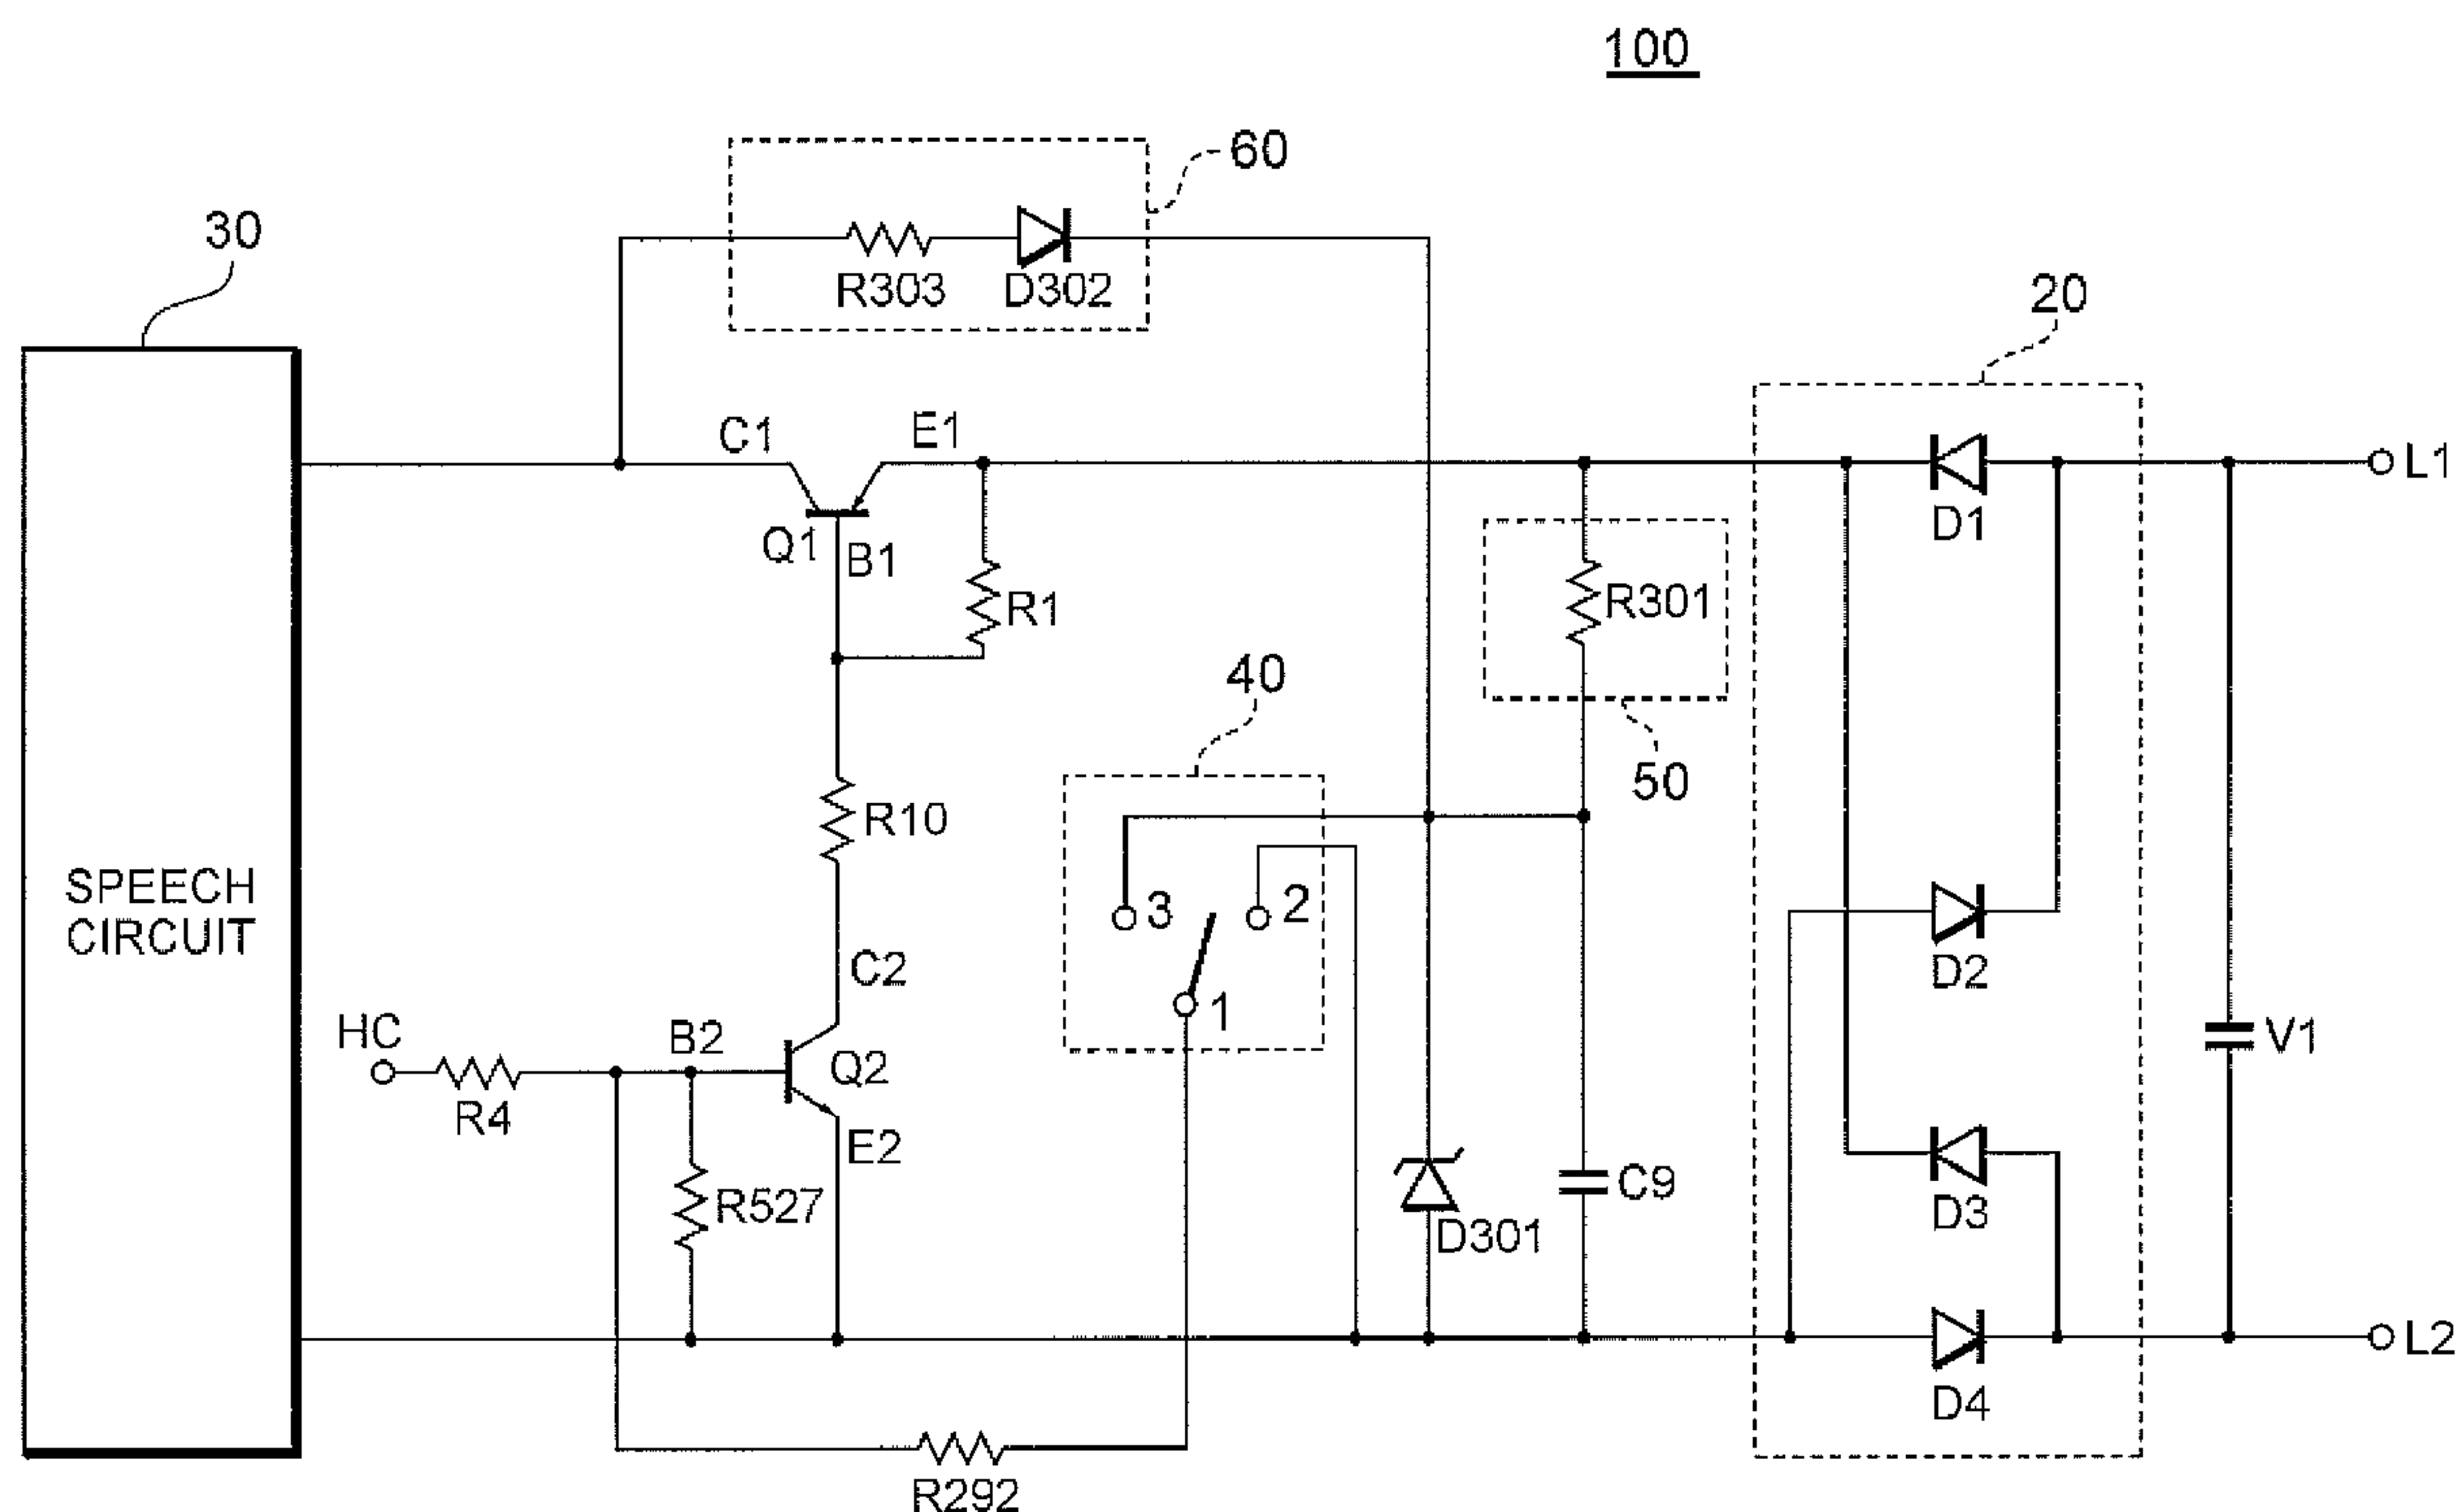 100
60
R303
D302
30
20
C1
E1
L1
Q1
B1
D1
R1
R301
40
50
R10
SPEECH
CIRCUIT
3
2
C2
D2
1
HC
B2
Q2
V1
R4
E2
R527
C9
D3
D301
L2
D4
R292